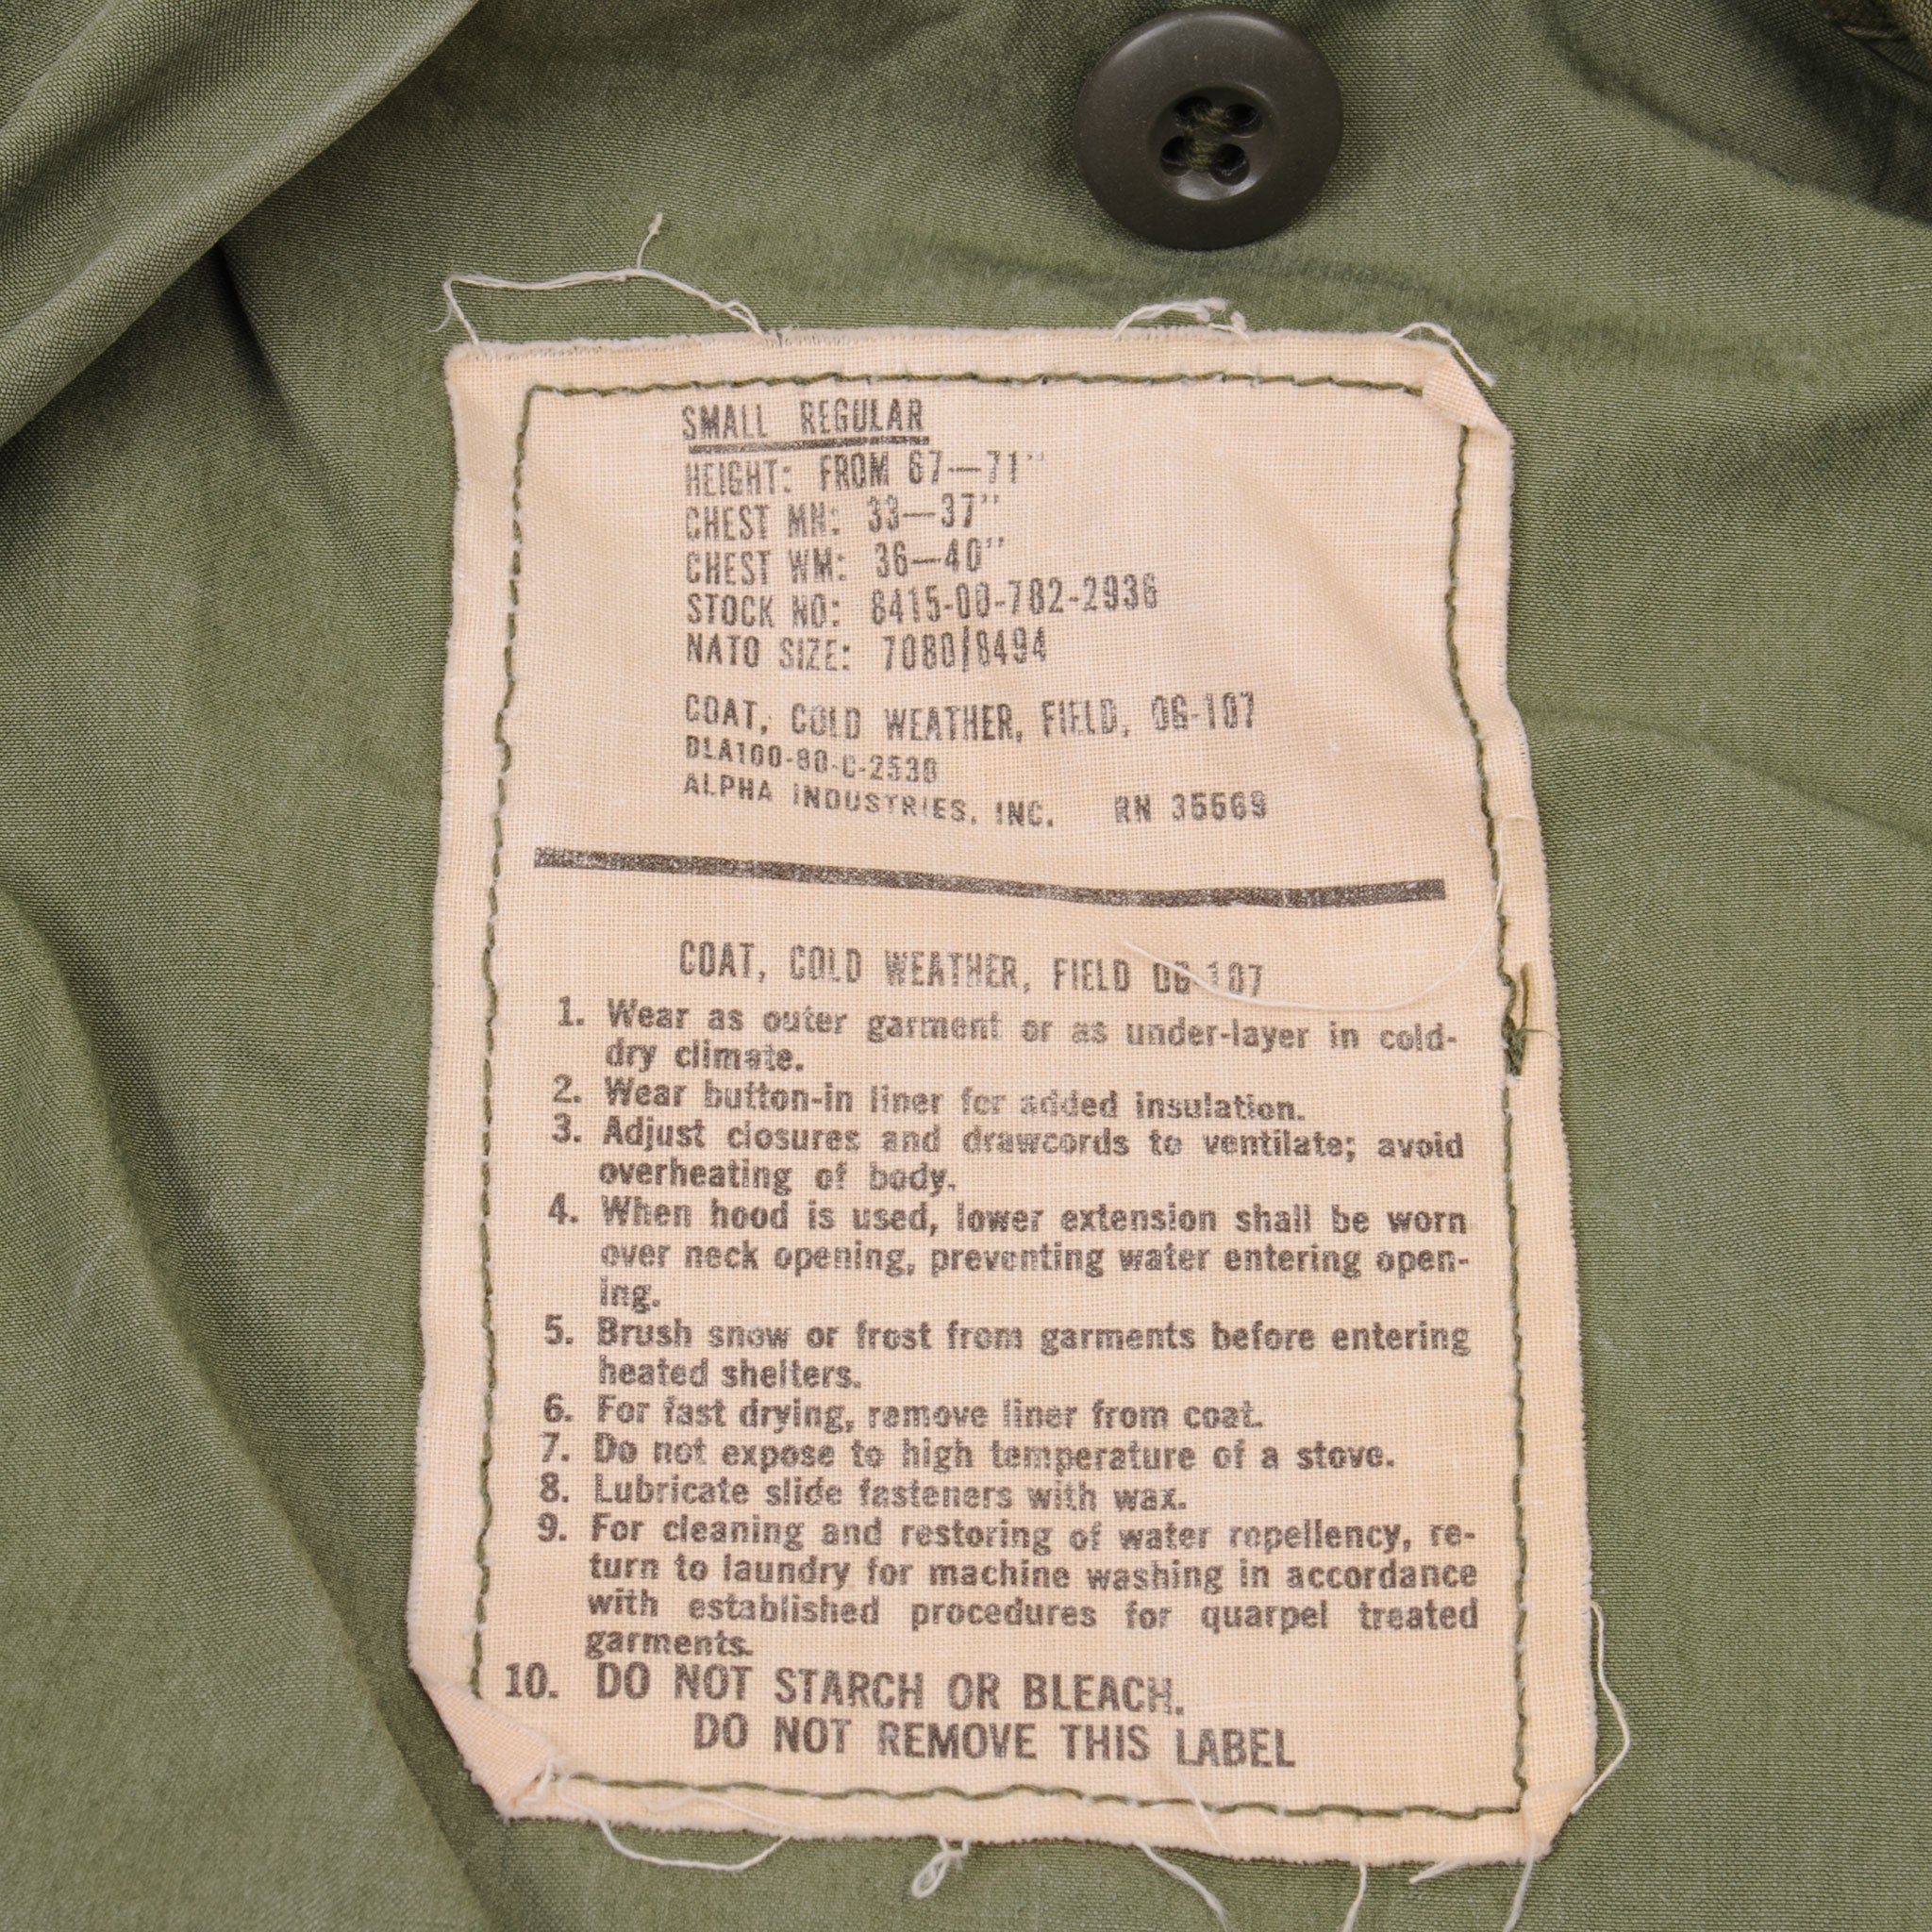 SMALL REGULAR
HEIGHT: FROM 67—71"
CHEST MN: 33—37"
CHEST WM: 36—40"
STOCK NO: 8415-00-782-2936
NATO SIZE: 7080/8494
COAT, COLD WEATHER, FIELD, OG-107
DLA100-80-C-2530
ALPHA INDUSTRIES, INC. RN 35569
COAT, COLD WEATHER, FIELD OG-107
1. Wear as outer garment or as under-layer in cold-
dry climate.
2. Wear button-in liner for added insulation.
3. Adjust closures and drawcords to ventilate; avoid
overheating of body.
4. When hood is used, lower extension shall be worn
over neck opening, preventing water entering open-
ing.
5. Brush snow or frost from garments before entering
heated shelters.
6. For fast drying, remove liner from coat.
7. Do not expose to high temperature of a stove.
8. Lubricate slide fasteners with wax.
9. For cleaning and restoring of water repellency, re-
turn to laundry for machine washing in accordance
with established procedures for quarpel treated
garments.
10. DO NOT STARCH OR BLEACH.
DO NOT REMOVE THIS LABEL